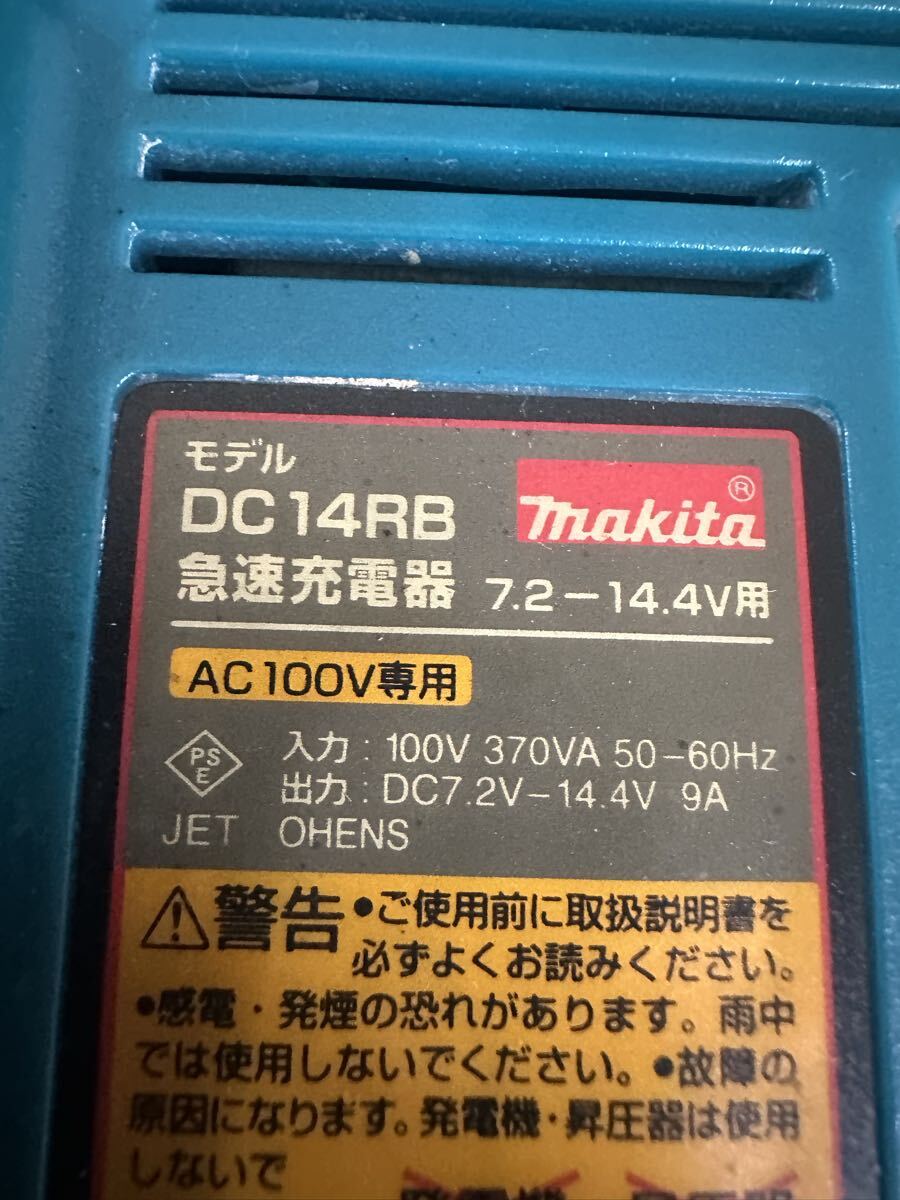 モデル
DC14RB
makita®
急速充電器 7.2-14.4V用
AC100V専用
PS
E
入力:100V 370VA 50-60Hz
出力:DC7.2V-14.4V 9A
JET OHENS
警告 •ご使用前に取扱説明書を
必ずよくお読みください。
•感電・発煙の恐れがあります。雨中
では使用しないでください。•故障の
原因になります。発電機・昇圧器は使用
しないで